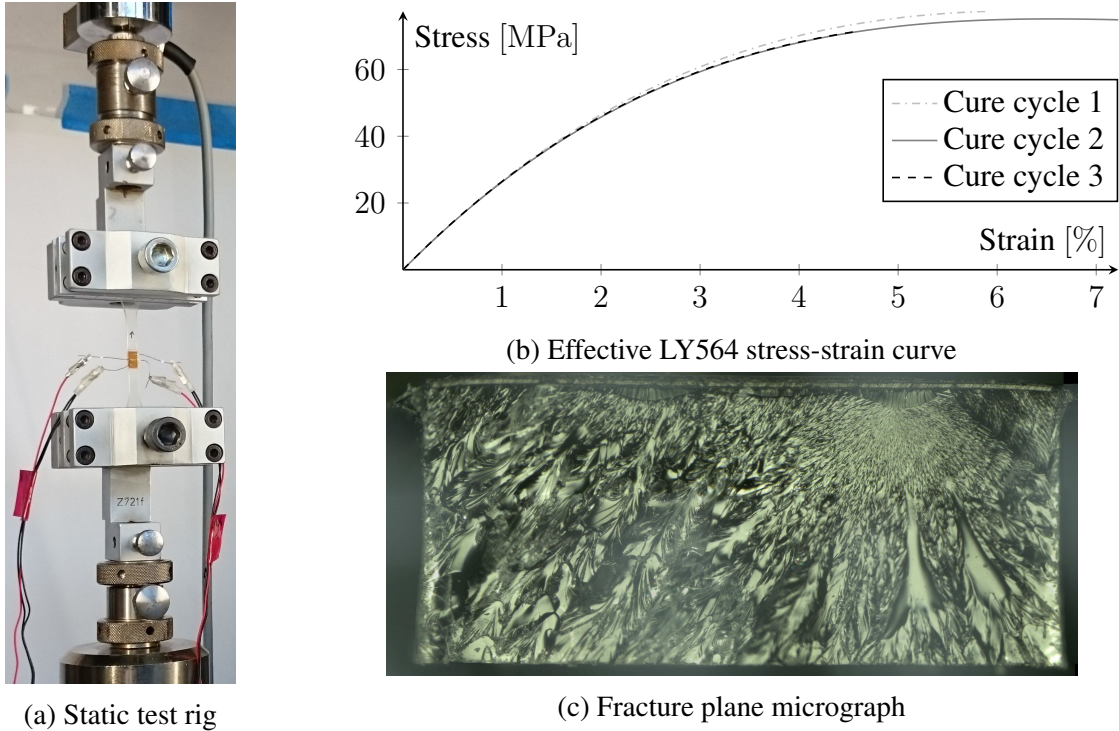 Z721f
(a) Static test rig
Stress [MPa]
60
40
20
Cure cycle 1
Cure cycle 2
Cure cycle 3
Strain [%]
1 2 3 4 5 6 7
(b) Effective LY564 stress-strain curve
(c) Fracture plane micrograph